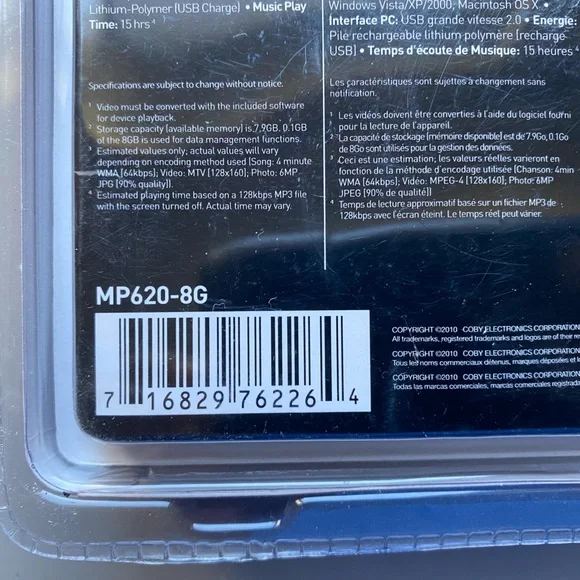 Lithium-Polymer (USB Charge) • Music Play
Time: 15 hrs ⁴
Specifications are subject to change without notice.
¹ Video must be converted with the included software
for device playback.
² Storage capacity (available memory) is 7.9GB. 0.1GB
of the 8GB is used for data management functions.
³ Estimated values only, actual values will vary
depending on encoding method used (Song: 4 minute
WMA [64kbps]; Video: MTV [128x160]; Photo: 6MP
JPG [90% quality]).
⁴ Estimated playing time based on a 128kbps MP3 file
with the screen turned off. Actual time may vary.
Windows Vista/XP/2000, Macintosh OS X •
Interface PC: USB grande vitesse 2.0 • Énergie:
Pile rechargeable lithium polymère (recharge
USB) • Temps d'écoute de Musique: 15 heures ⁴
Les caractéristiques sont sujettes à changement sans
notification.
¹ Les vidéos doivent être converties à l'aide du logiciel fourni
pour la lecture de l'appareil.
² La capacité de stockage (mémoire disponible) est de 7.9Go, 0.1Go
de 8Go sont utilisés pour la gestion des données.
³ Ceci est une estimation; les valeurs réelles varieront en
fonction de la méthode d'encodage utilisée (Chanson: 4min
WMA [64kbps]; Vidéo: MPEG-4 [128x160]; Photo: 6MP
JPEG [90% de qualité])
⁴ Temps de lecture approximatif basé sur un fichier MP3 de
128kbps avec l'écran éteint. Le temps réel peut varier.
MP620-8G
7 16829 76226 4
COPYRIGHT ©2010 COBY ELECTRONICS CORPORATION
All trademarks, registered trademarks and logos are of their res
COPYRIGHT ©2010 COBY ELECTRONICS CORPORATION
Tous les noms commerciaux détenus, marques déposées et l
COPYRIGHT ©2010 COBY ELECTRONICS CORPORATION
Todas las marcas comerciales, marcas comerciales registrada